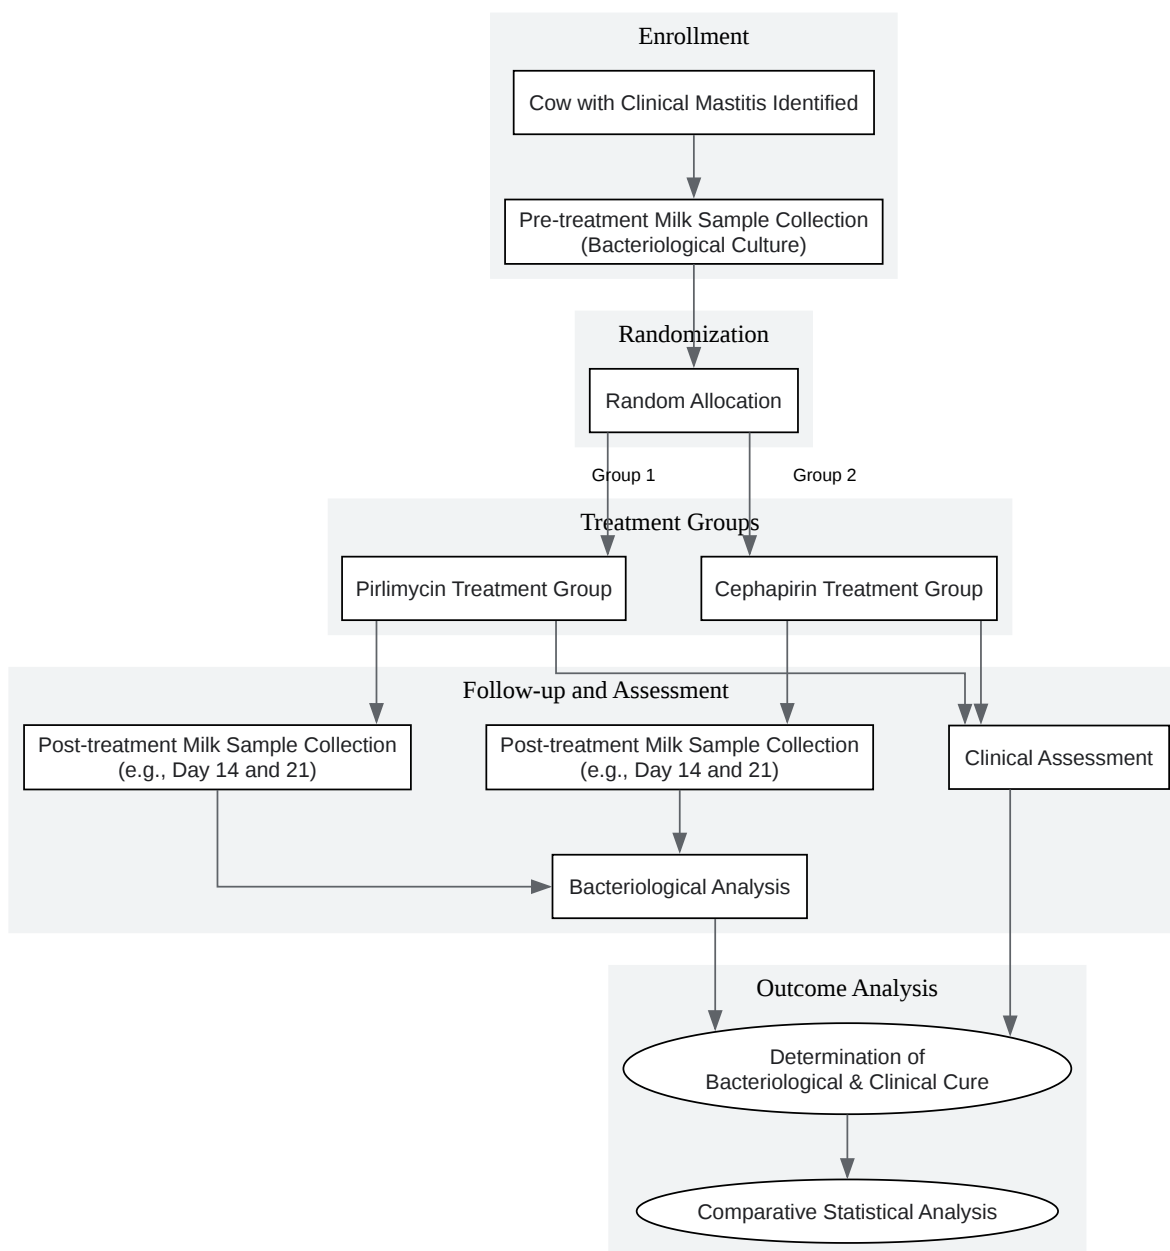 Enrollment
Cow with Clinical Mastitis Identified
Pre-treatment Milk Sample Collection
(Bacteriological Culture)
Randomization
Random Allocation
Group 1
Group 2
Treatment Groups
Pirlimycin Treatment Group
Cephapirin Treatment Group
Follow-up and Assessment
Post-treatment Milk Sample Collection
(e.g., Day 14 and 21)
Post-treatment Milk Sample Collection
(e.g., Day 14 and 21)
Clinical Assessment
Bacteriological Analysis
Outcome Analysis
Determination of
Bacteriological & Clinical Cure
Comparative Statistical Analysis